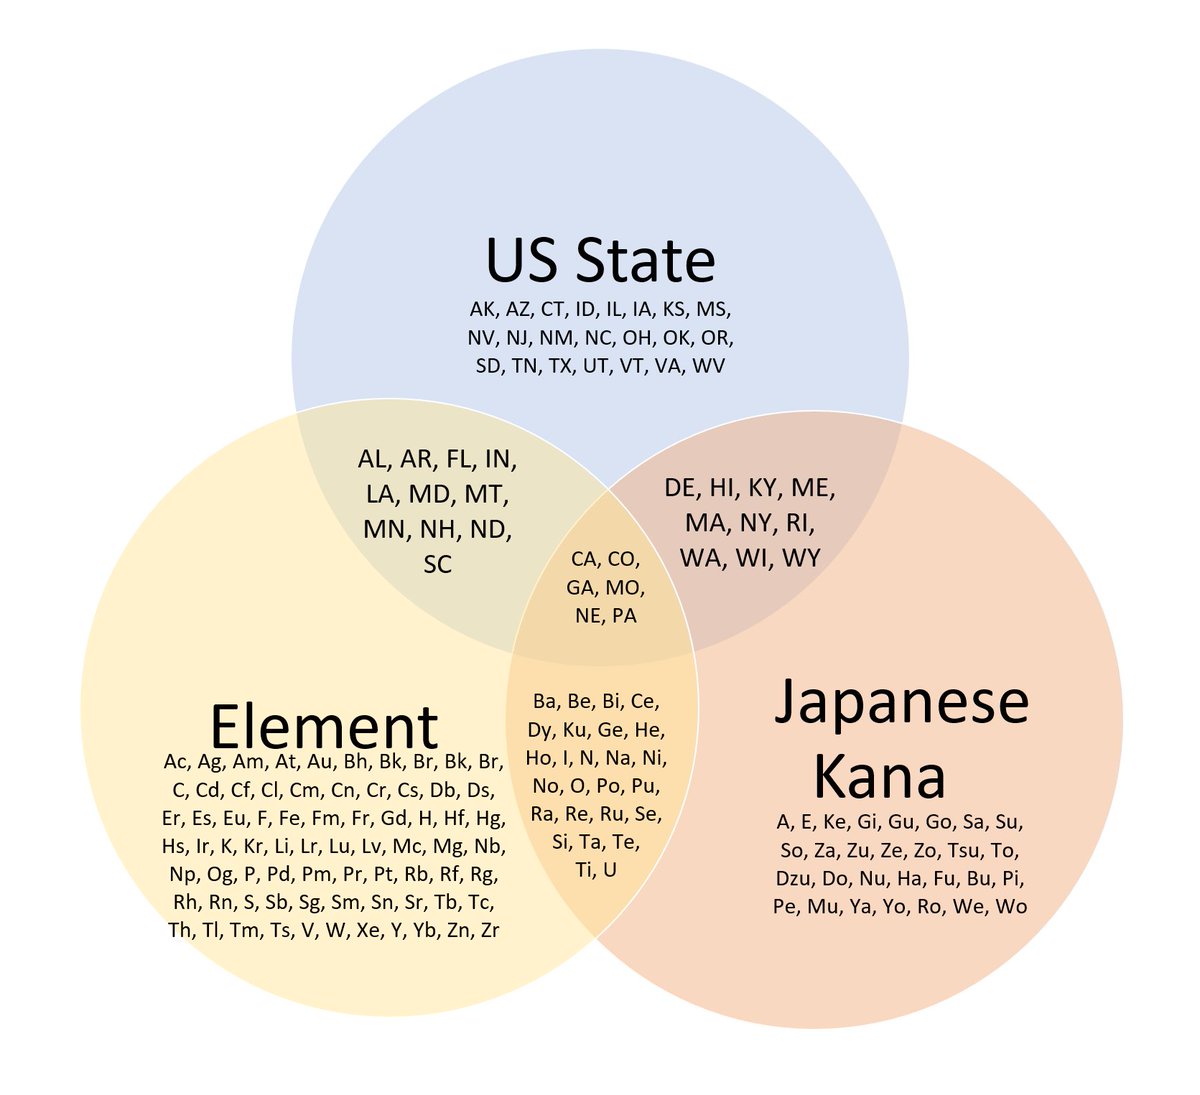 US State
AK, AZ, CT, ID, IL, IA, KS, MS,
NV, NJ, NM, NC, OH, OK, OR,
SD, TN, TX, UT, VT, VA, WV
AL, AR, FL, IN,
LA, MD, MT,
MN, NH, ND,
SC
DE, HI, KY, ME,
MA, NY, RI,
WA, WI, WY
CA, CO,
GA, MO,
NE, PA
Element
Ac, Ag, Am, At, Au, Bh, Bk, Br, Bk, Br,
C, Cd, Cf, Cl, Cm, Cn, Cr, Cs, Db, Ds,
Er, Es, Eu, F, Fe, Fm, Fr, Gd, H, Hf, Hg,
Hs, Ir, K, Kr, Li, Lr, Lu, Lv, Mc, Mg, Nb,
Np, Og, P, Pd, Pm, Pr, Pt, Rb, Rf, Rg,
Rh, Rn, S, Sb, Sg, Sm, Sn, Sr, Tb, Tc,
Th, Tl, Tm, Ts, V, W, Xe, Y, Yb, Zn, Zr
Ba, Be, Bi, Ce,
Dy, Ku, Ge, He,
Ho, I, N, Na, Ni,
No, O, Po, Pu,
Ra, Re, Ru, Se,
Si, Ta, Te,
Ti, U
Japanese
Kana
A, E, Ke, Gi, Gu, Go, Sa, Su,
So, Za, Zu, Ze, Zo, Tsu, To,
Dzu, Do, Nu, Ha, Fu, Bu, Pi,
Pe, Mu, Ya, Yo, Ro, We, Wo